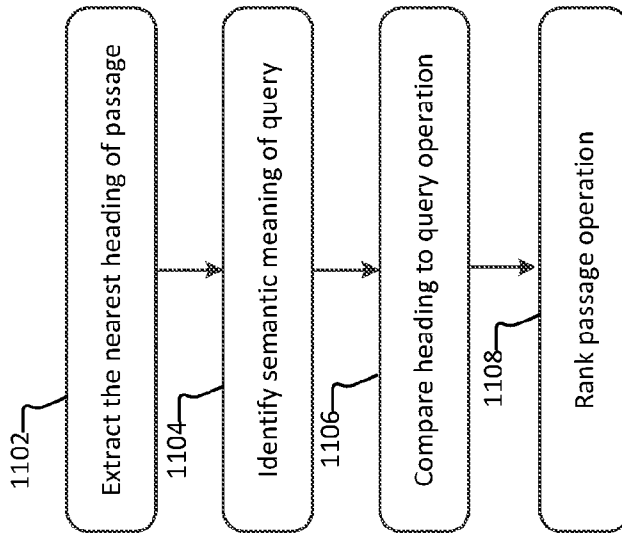 1102
Extract the nearest heading of passage
1104
Identify semantic meaning of query
1106
Compare heading to query operation
1108
Rank passage operation